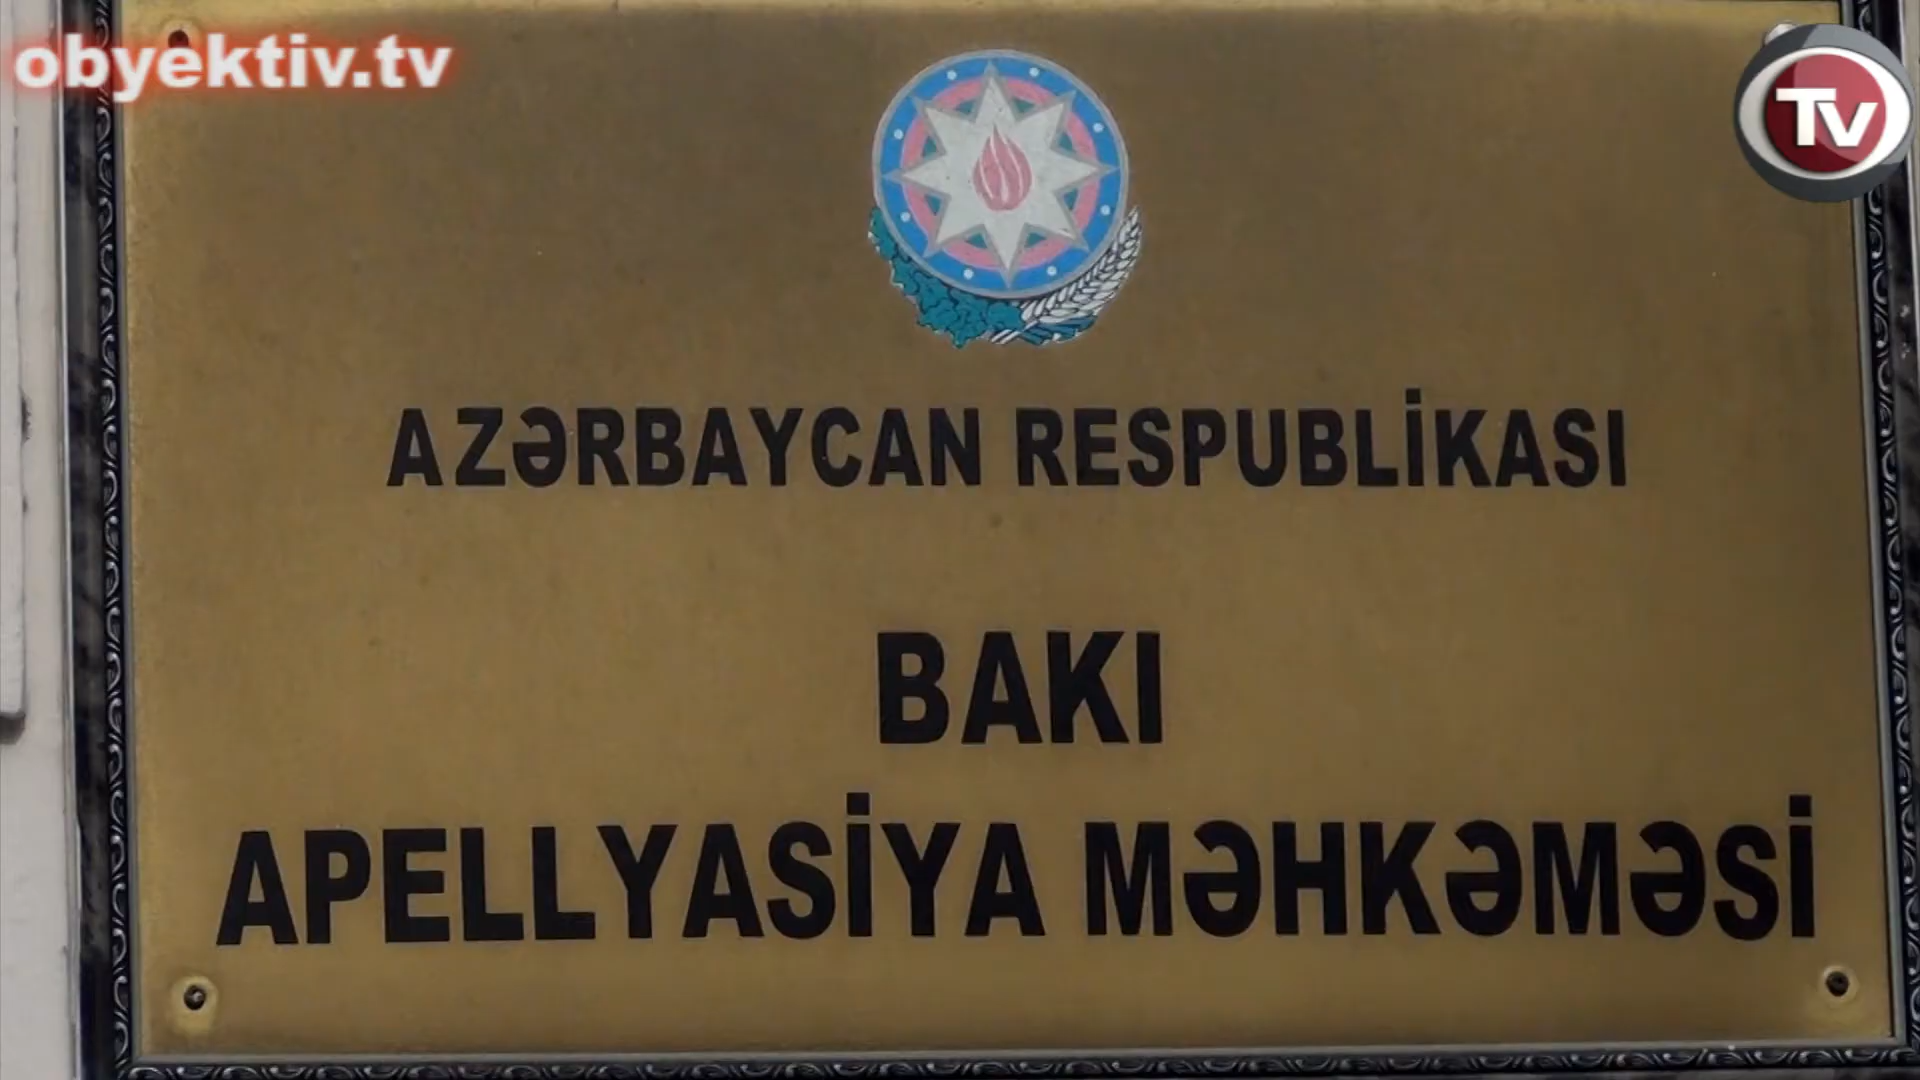 obyektiv.tv
TV
AZƏRBAYCAN RESPUBLİKASI
BAKI
APELLYASİYA MƏHKƏMƏSİ